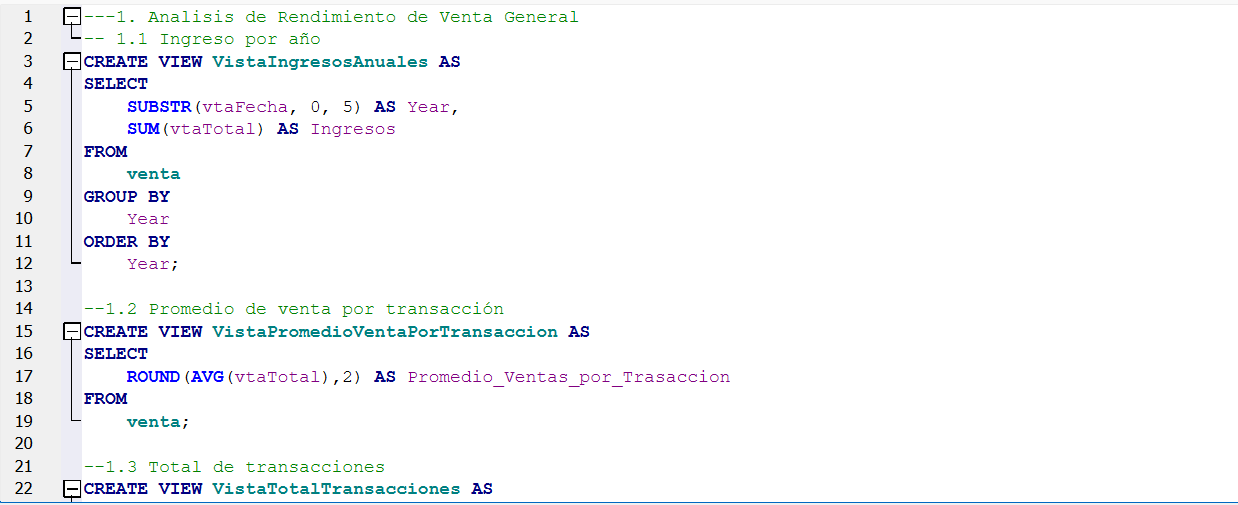 1 ---1. Analisis de Rendimiento de Venta General
2 -- 1.1 Ingreso por año
3 CREATE VIEW VistaIngresosAnuales AS
4 SELECT
5     SUBSTR(vtaFecha, 0, 5) AS Year,
6     SUM(vtaTotal) AS Ingresos
7 FROM
8     venta
9 GROUP BY
10     Year
11 ORDER BY
12     Year;
13
14 --1.2 Promedio de venta por transacción
15 CREATE VIEW VistaPromedioVentaPorTransaccion AS
16 SELECT
17     ROUND(AVG(vtaTotal),2) AS Promedio_Ventas_por_Trasaccion
18 FROM
19     venta;
20
21 --1.3 Total de transacciones
22 CREATE VIEW VistaTotalTransacciones AS